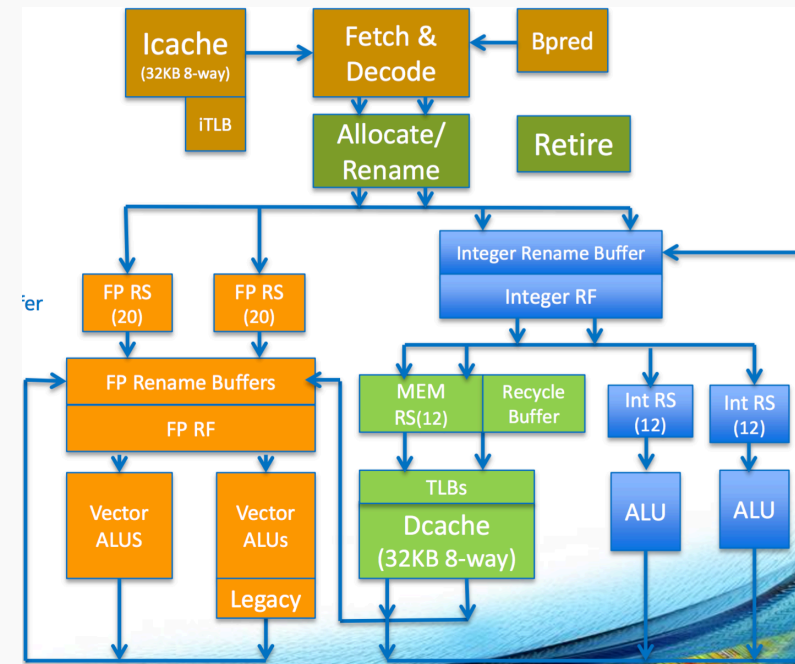 Icache
(32KB 8-way)
iTLB
Fetch &
Decode
Bpred
Allocate/
Rename
Retire
fer
FP RS
(20)
FP RS
(20)
Integer Rename Buffer
Integer RF
FP Rename Buffers
FP RF
MEM
RS(12)
Recycle
Buffer
Int RS
(12)
Int RS
(12)
Vector
ALUS
Vector
ALUs
Legacy
TLBs
Dcache
(32KB 8-way)
ALU
ALU